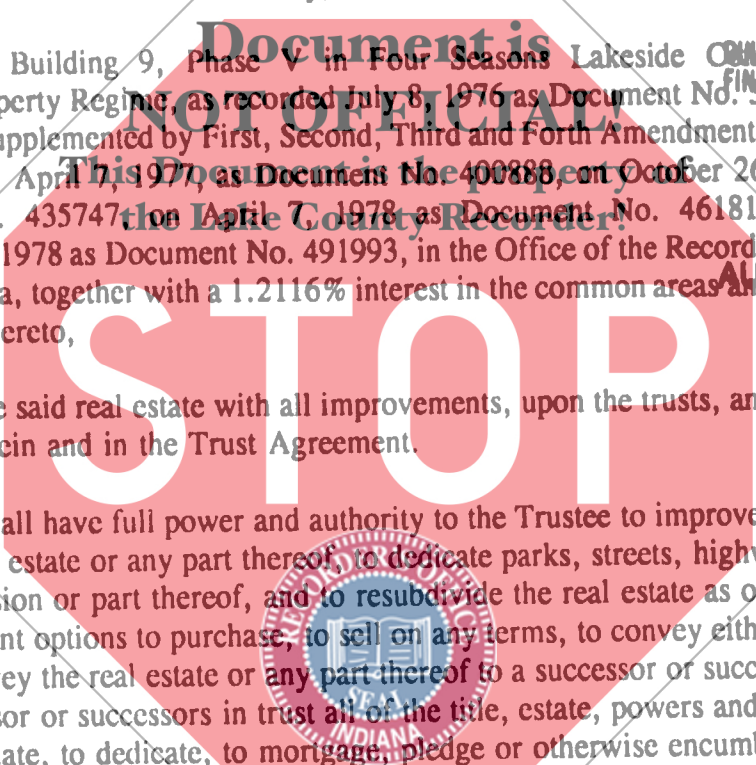 Document is
Building 9, Phase V in Four Seasons Lakeside
NOT OFFICIAL!
perty Regime, as recorded July 8, 1976 as Document No.
upplemented by First, Second, Third and Forth Amendment
This Document is the property of
April 7, 1977, as Document No. 400888, on October 26
the Lake County Recorder!
. 435747, on April 7, 1978 as Document No. 46181
1978 as Document No. 491993, in the Office of the Record
a, together with a 1.2116% interest in the common areas an
ereto,
STOP
e said real estate with all improvements, upon the trusts, an
ein and in the Trust Agreement.
all have full power and authority to the Trustee to improve
estate or any part thereof, to dedicate parks, streets, highw
sion or part thereof, and to resubdivide the real estate as o
nt options to purchase, to sell on any terms, to convey eith
ey the real estate or any part thereof to a successor or succ
sor or successors in trust all of the title, estate, powers and
ate, to dedicate, to mortgage, pledge or otherwise encumb
RECORDER OFFICE
SEAL
INDIANA